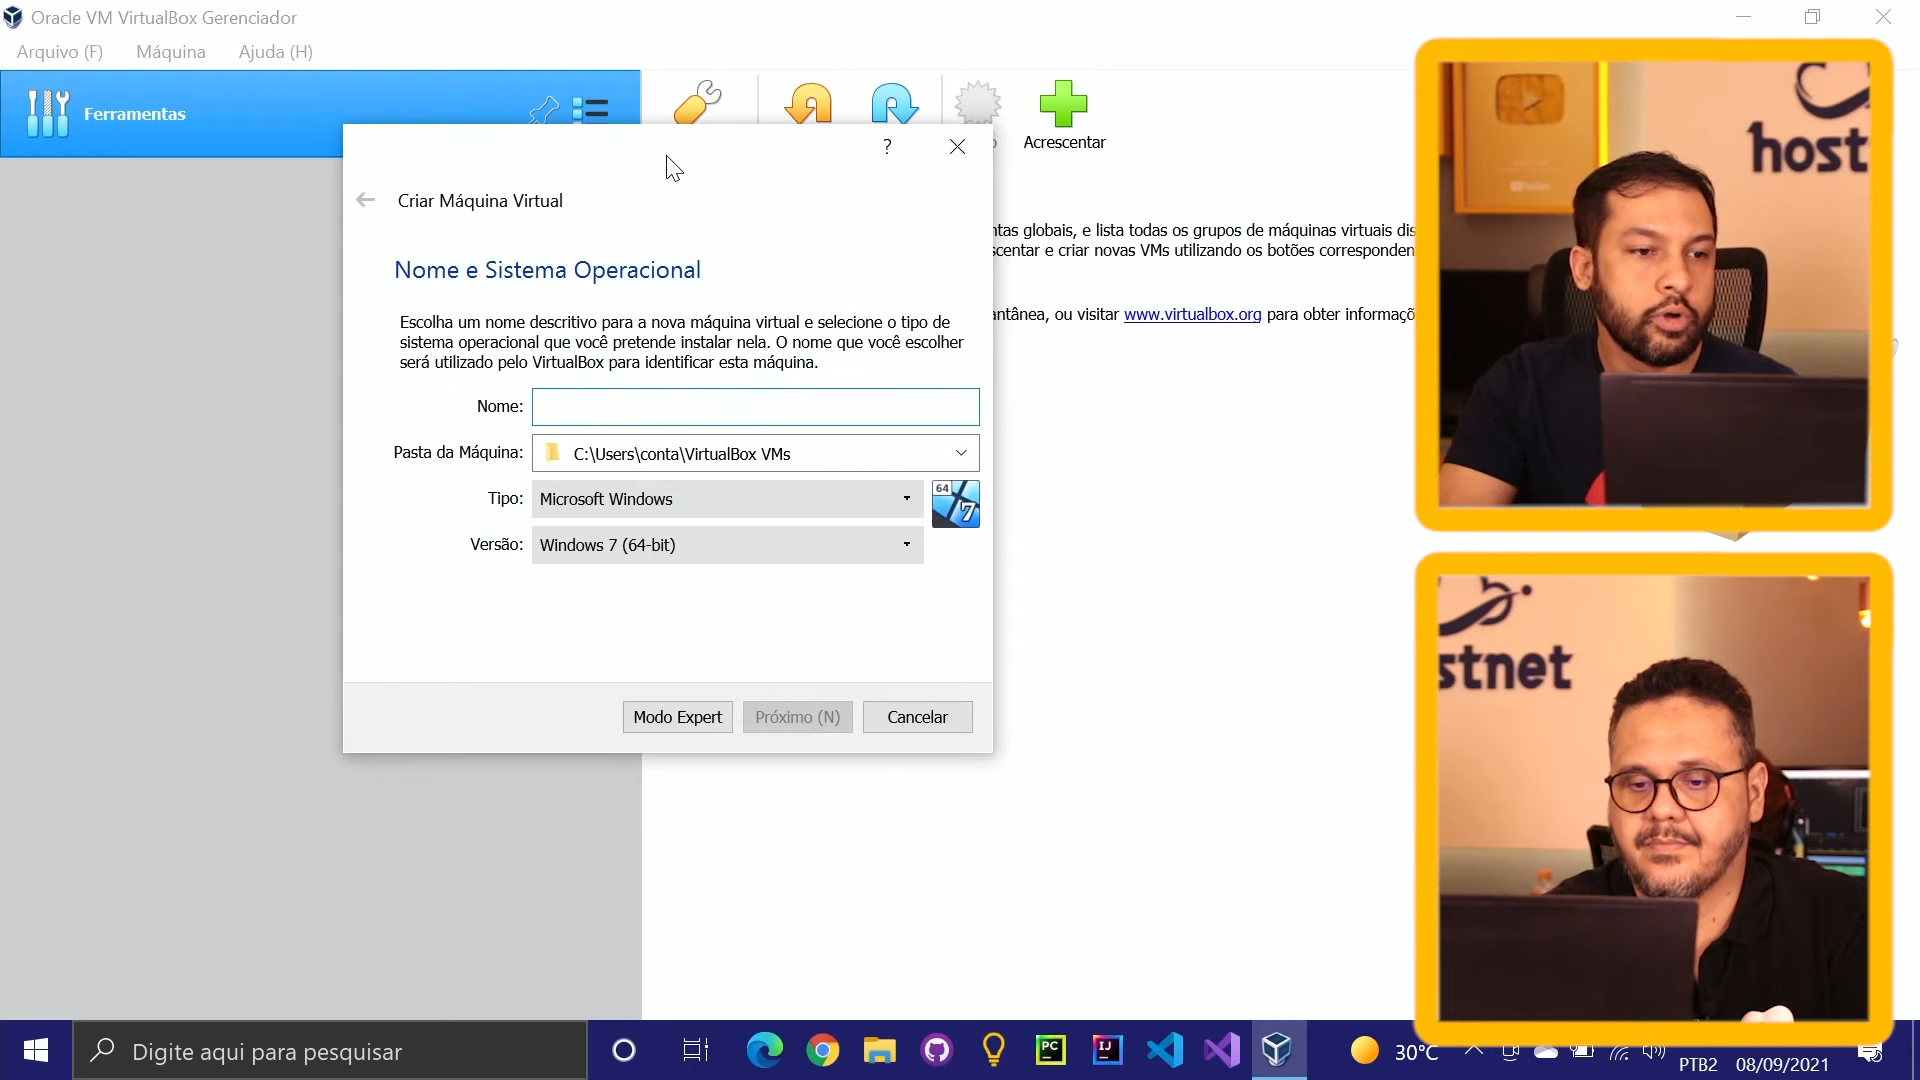 Oracle VM VirtualBox Gerenciador
Arquivo (F) Máquina Ajuda (H)
Ferramentas
Acrescentar
?
Criar Máquina Virtual
Nome e Sistema Operacional
Escolha um nome descritivo para a nova máquina virtual e selecione o tipo de
sistema operacional que você pretende instalar nela. O nome que você escolher
será utilizado pelo VirtualBox para identificar esta máquina.
Nome:
Pasta da Máquina: C:\Users\conta\VirtualBox VMs
Tipo: Microsoft Windows
64
7
Versão: Windows 7 (64-bit)
Modo Expert Próximo (N) Cancelar
ntas globais, e lista todas os grupos de máquinas virtuais dis
scentar e criar novas VMs utilizando os botões corresponden
antânea, ou visitar www.virtualbox.org para obter informaçõ
host
YouTube
stnet
Digite aqui para pesquisar
PC
IJ
30°C
PTB2 08/09/2021